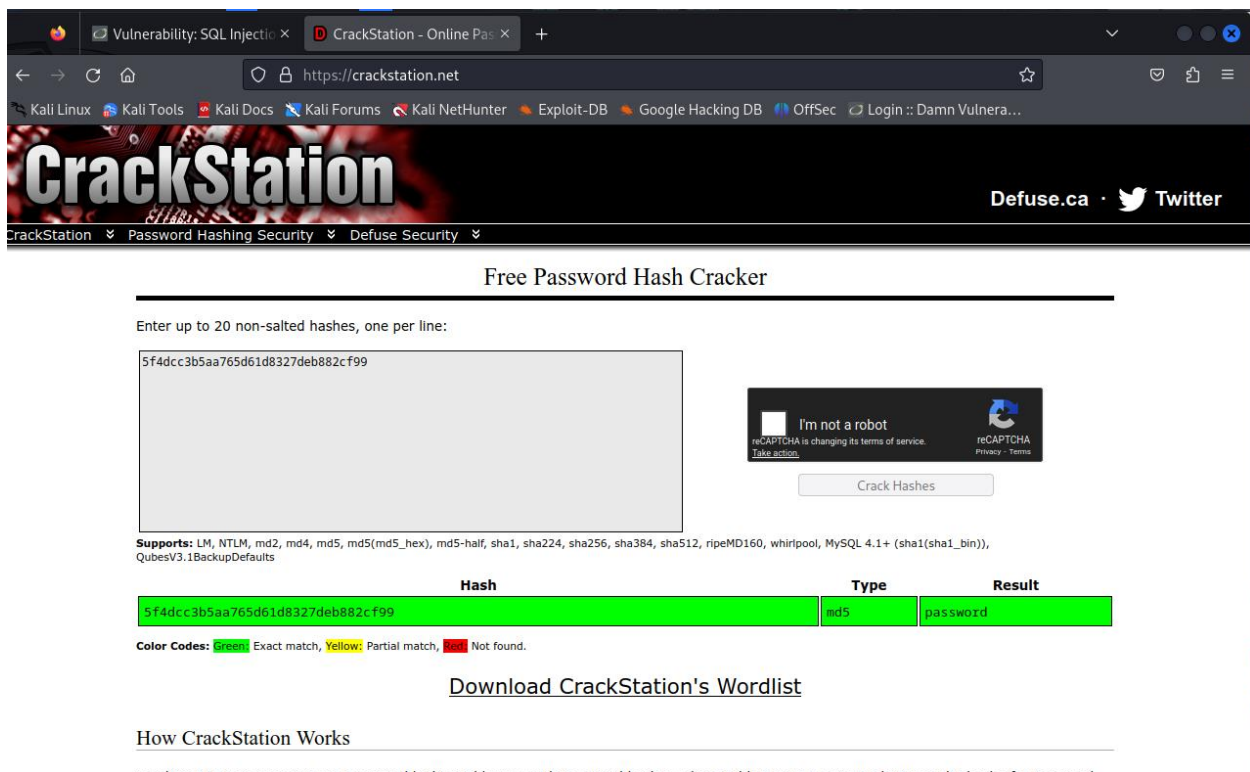 Vulnerability: SQL Injectio × CrackStation - Online Pas × +
https://crackstation.net
Kali Linux Kali Tools Kali Docs Kali Forums Kali NetHunter Exploit-DB Google Hacking DB OffSec Login :: Damn Vulnera...
CrackStation
Defuse.ca · Twitter
CrackStation Password Hashing Security Defuse Security
Free Password Hash Cracker
Enter up to 20 non-salted hashes, one per line:
5f4dcc3b5aa765d61d8327deb882cf99
I'm not a robot
reCAPTCHA is changing its terms of service.
Take action.
reCAPTCHA
Privacy - Terms
Crack Hashes
Supports: LM, NTLM, md2, md4, md5, md5(md5_hex), md5-half, sha1, sha224, sha256, sha384, sha512, ripeMD160, whirlpool, MySQL 4.1+ (sha1(sha1_bin)),
QubesV3.1BackupDefaults
Hash Type Result
5f4dcc3b5aa765d61d8327deb882cf99 md5 password
Color Codes: Green: Exact match, Yellow: Partial match, Red: Not found.
Download CrackStation's Wordlist
How CrackStation Works